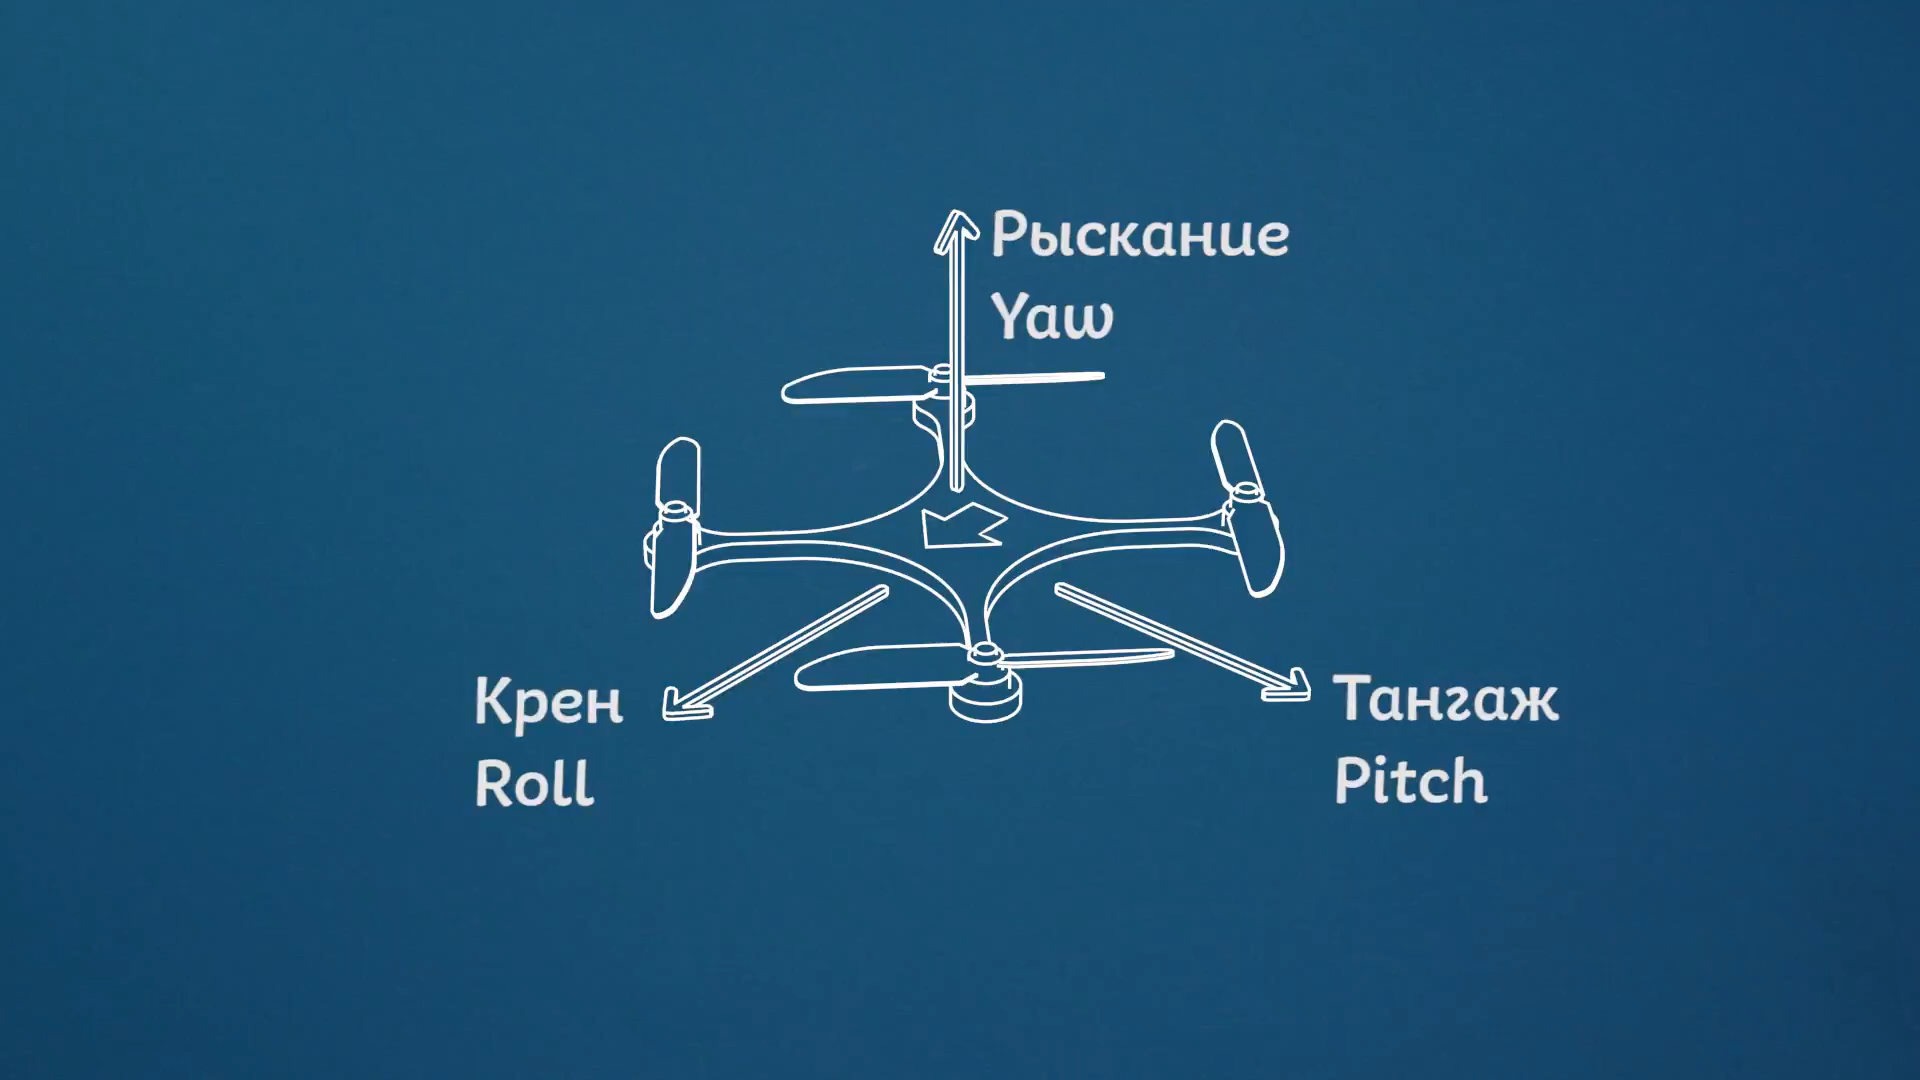 Рыскание
Yaw
Крен
Roll
Тангаж
Pitch